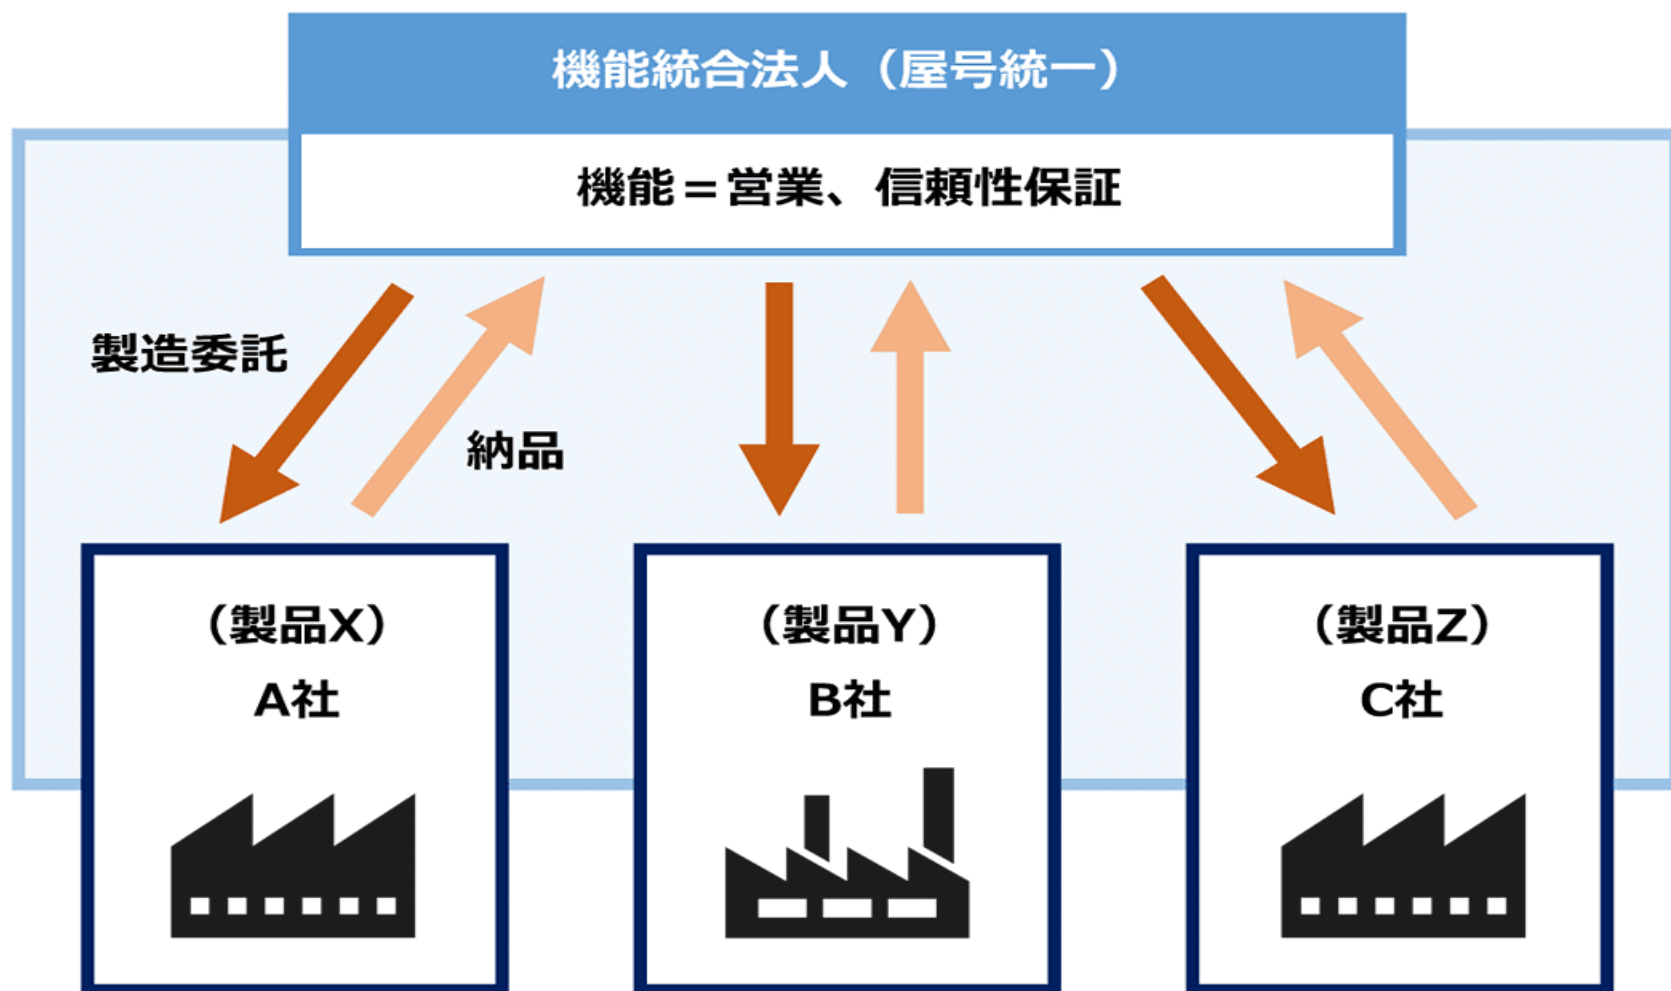 機能統合法人（屋号統一）
機能＝営業、信頼性保証
製造委託
納品
（製品X）
A社
（製品Y）
B社
（製品Z）
C社